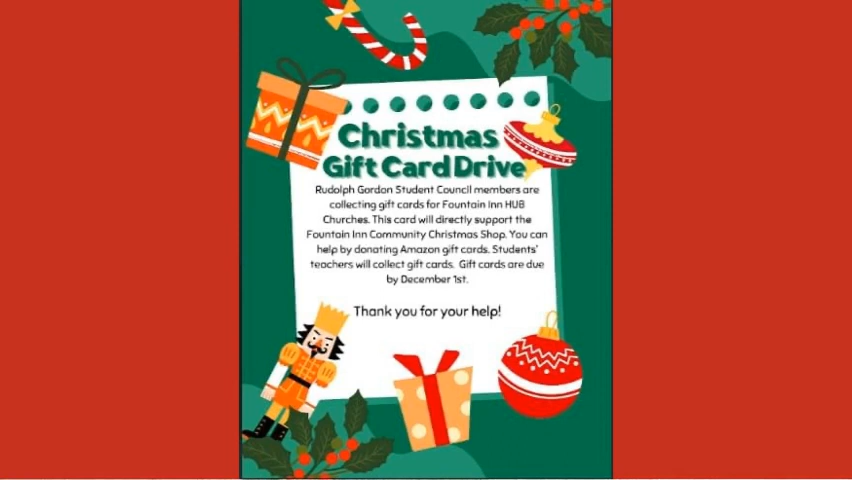 Christmas
Gift Card Drive
Rudolph Gordon Student Council members are
collecting gift cards for Fountain Inn HUB
Churches. This card will directly support the
Fountain Inn Community Christmas Shop. You can
help by donating Amazon gift cards. Students'
teachers will collect gift cards. Gift cards are due
by December 1st.
Thank you for your help!